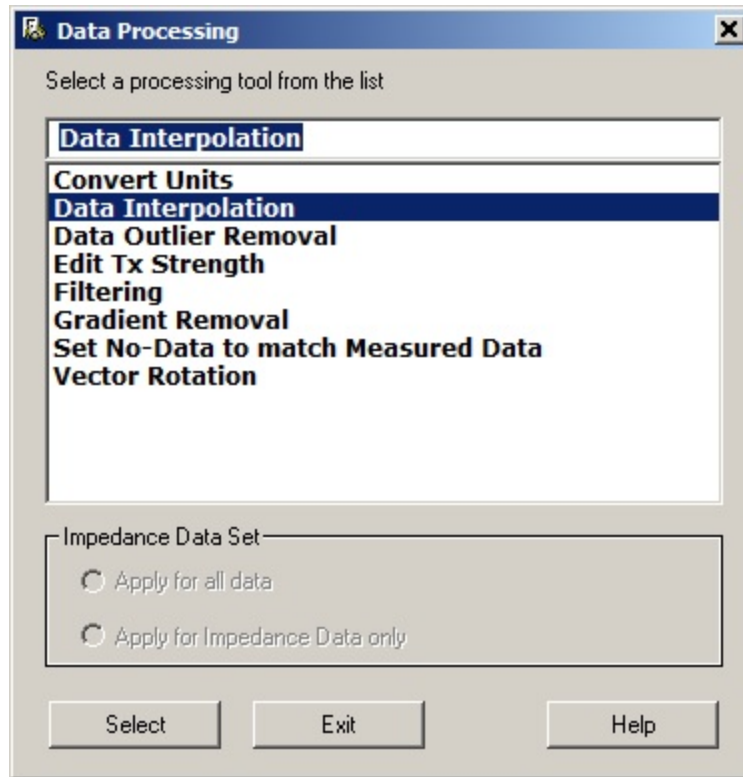 Data Processing
Select a processing tool from the list
Data Interpolation
Convert Units
Data Interpolation
Data Outlier Removal
Edit Tx Strength
Filtering
Gradient Removal
Set No-Data to match Measured Data
Vector Rotation
Impedance Data Set
Apply for all data
Apply for Impedance Data only
Select Exit Help